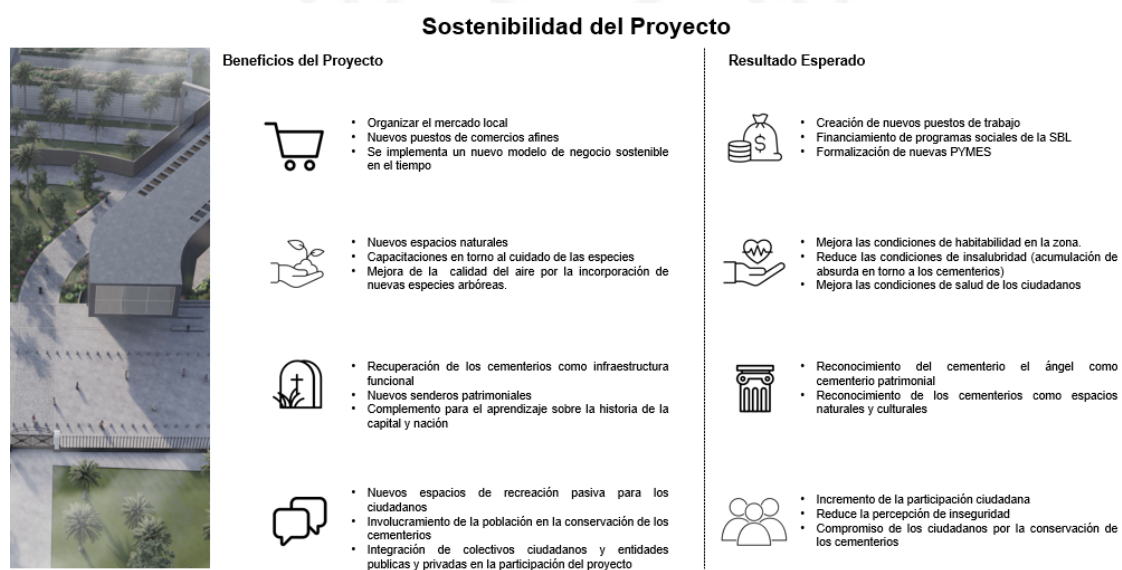 Sostenibilidad del Proyecto
Beneficios del Proyecto
• Organizar el mercado local
• Nuevos puestos de comercios afines
• Se implementa un nuevo modelo de negocio sostenible
en el tiempo
• Nuevos espacios naturales
• Capacitaciones en torno al cuidado de las especies
• Mejora de la calidad del aire por la incorporación de
nuevas especies arbóreas.
• Recuperación de los cementerios como infraestructura
funcional
• Nuevos senderos patrimoniales
• Complemento para el aprendizaje sobre la historia de la
capital y nación
• Nuevos espacios de recreación pasiva para los
ciudadanos
• Involucramiento de la población en la conservación de los
cementerios
• Integración de colectivos ciudadanos y entidades
publicas y privadas en la participación del proyecto
Resultado Esperado
$
• Creación de nuevos puestos de trabajo
• Financiamiento de programas sociales de la SBL
• Formalización de nuevas PYMES
• Mejora las condiciones de habitabilidad en la zona.
• Reduce las condiciones de insalubridad (acumulación de
absurda en torno a los cementerios)
• Mejora las condiciones de salud de los ciudadanos
• Reconocimiento del cementerio el ángel como
cementerio patrimonial
• Reconocimiento de los cementerios como espacios
naturales y culturales
• Incremento de la participación ciudadana
• Reduce la percepción de inseguridad
• Compromiso de los ciudadanos por la conservación de
los cementerios